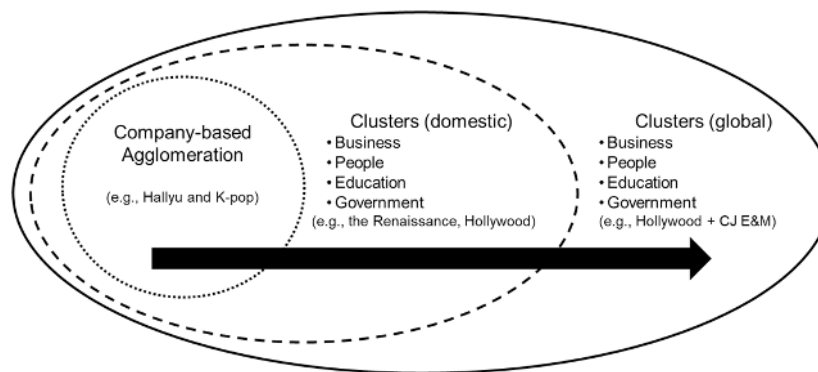 Company-based
Agglomeration
(e.g., Hallyu and K-pop)
Clusters (domestic)
• Business
• People
• Education
• Government
(e.g., the Renaissance, Hollywood)
Clusters (global)
• Business
• People
• Education
• Government
(e.g., Hollywood + CJ E&M)